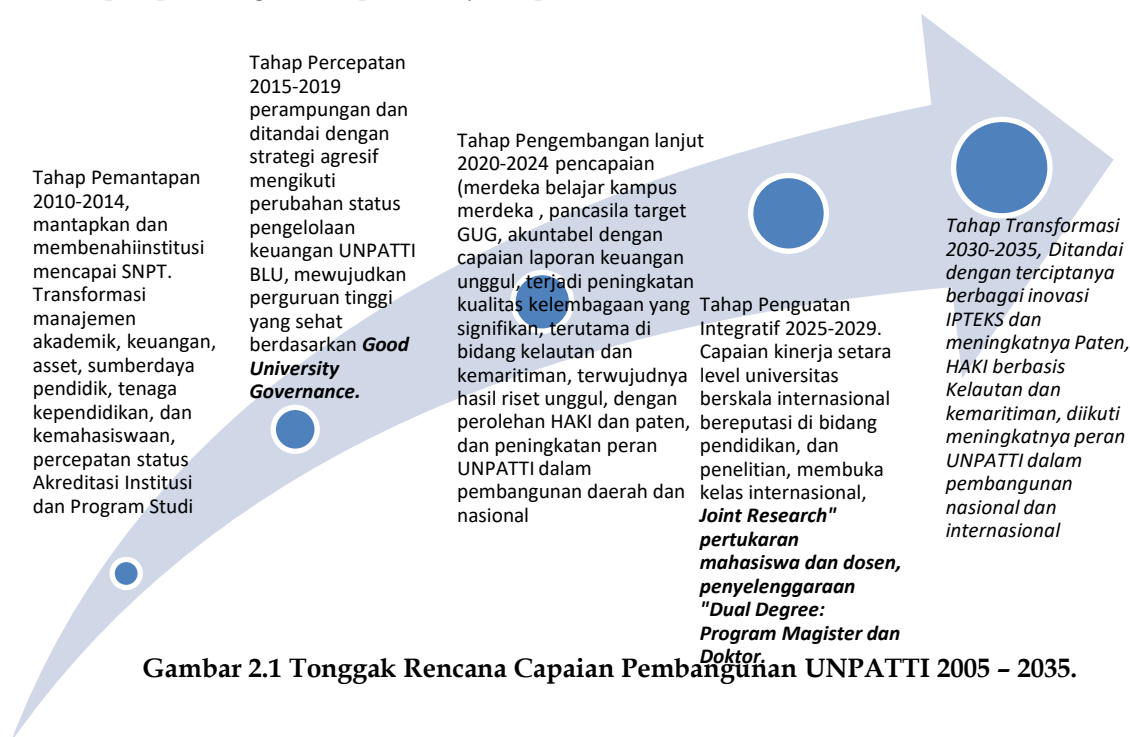 Tahap Pemantapan
2010-2014,
mantapkan dan
membenahiinstitusi
mencapai SNPT.
Transformasi
manajemen
akademik, keuangan,
asset, sumberdaya
pendidik, tenaga
kependidikan, dan
kemahasiswaan,
percepatan status
Akreditasi Institusi
dan Program Studi
Tahap Percepatan
2015-2019
perampungan dan
ditandai dengan
strategi agresif
mengikuti
perubahan status
pengelolaan
keuangan UNPATTI
BLU, mewujudkan
perguruan tinggi
yang sehat
berdasarkan Good
University
Governance.
Tahap Pengembangan lanjut
2020-2024 pencapaian
(merdeka belajar kampus
merdeka , pancasila target
GUG, akuntabel dengan
capaian laporan keuangan
unggul, terjadi peningkatan
kualitas kelembagaan yang
signifikan, terutama di
bidang kelautan dan
kemaritiman, terwujudnya
hasil riset unggul, dengan
perolehan HAKI dan paten,
dan peningkatan peran
UNPATTI dalam
pembangunan daerah dan
nasional
Tahap Penguatan
Integratif 2025-2029.
Capaian kinerja setara
level universitas
berskala internasional
bereputasi di bidang
pendidikan, dan
penelitian, membuka
kelas internasional,
Joint Research"
pertukaran
mahasiswa dan dosen,
penyelenggaraan
"Dual Degree:
Program Magister dan
Doktor.
Tahap Transformasi
2030-2035, Ditandai
dengan terciptanya
berbagai inovasi
IPTEKS dan
meningkatnya Paten,
HAKI berbasis
Kelautan dan
kemaritiman, diikuti
meningkatnya peran
UNPATTI dalam
pembangunan
nasional dan
internasional
Gambar 2.1 Tonggak Rencana Capaian Pembangunan UNPATTI 2005 – 2035.